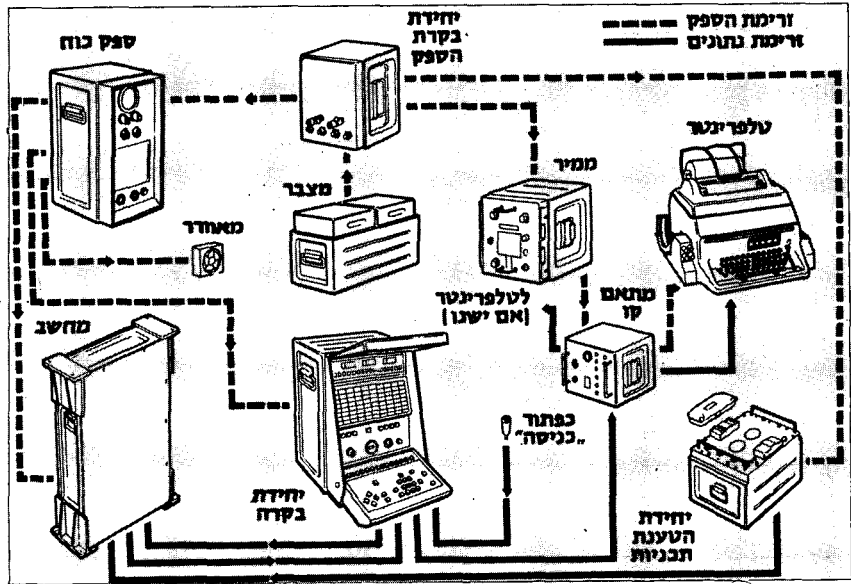 זרימת הספק
זרימת נתונים
יחידת
בקרת
הספק
ספק כוח
טלפרינטר
ממיר
מצבר
מאוורר
לטלפרינטר
(אם ישנו)
מתאם
קו
מחשב
כפתור
„כניסה”
יחידת
בקרה
יחידת
הטענת
תכניות